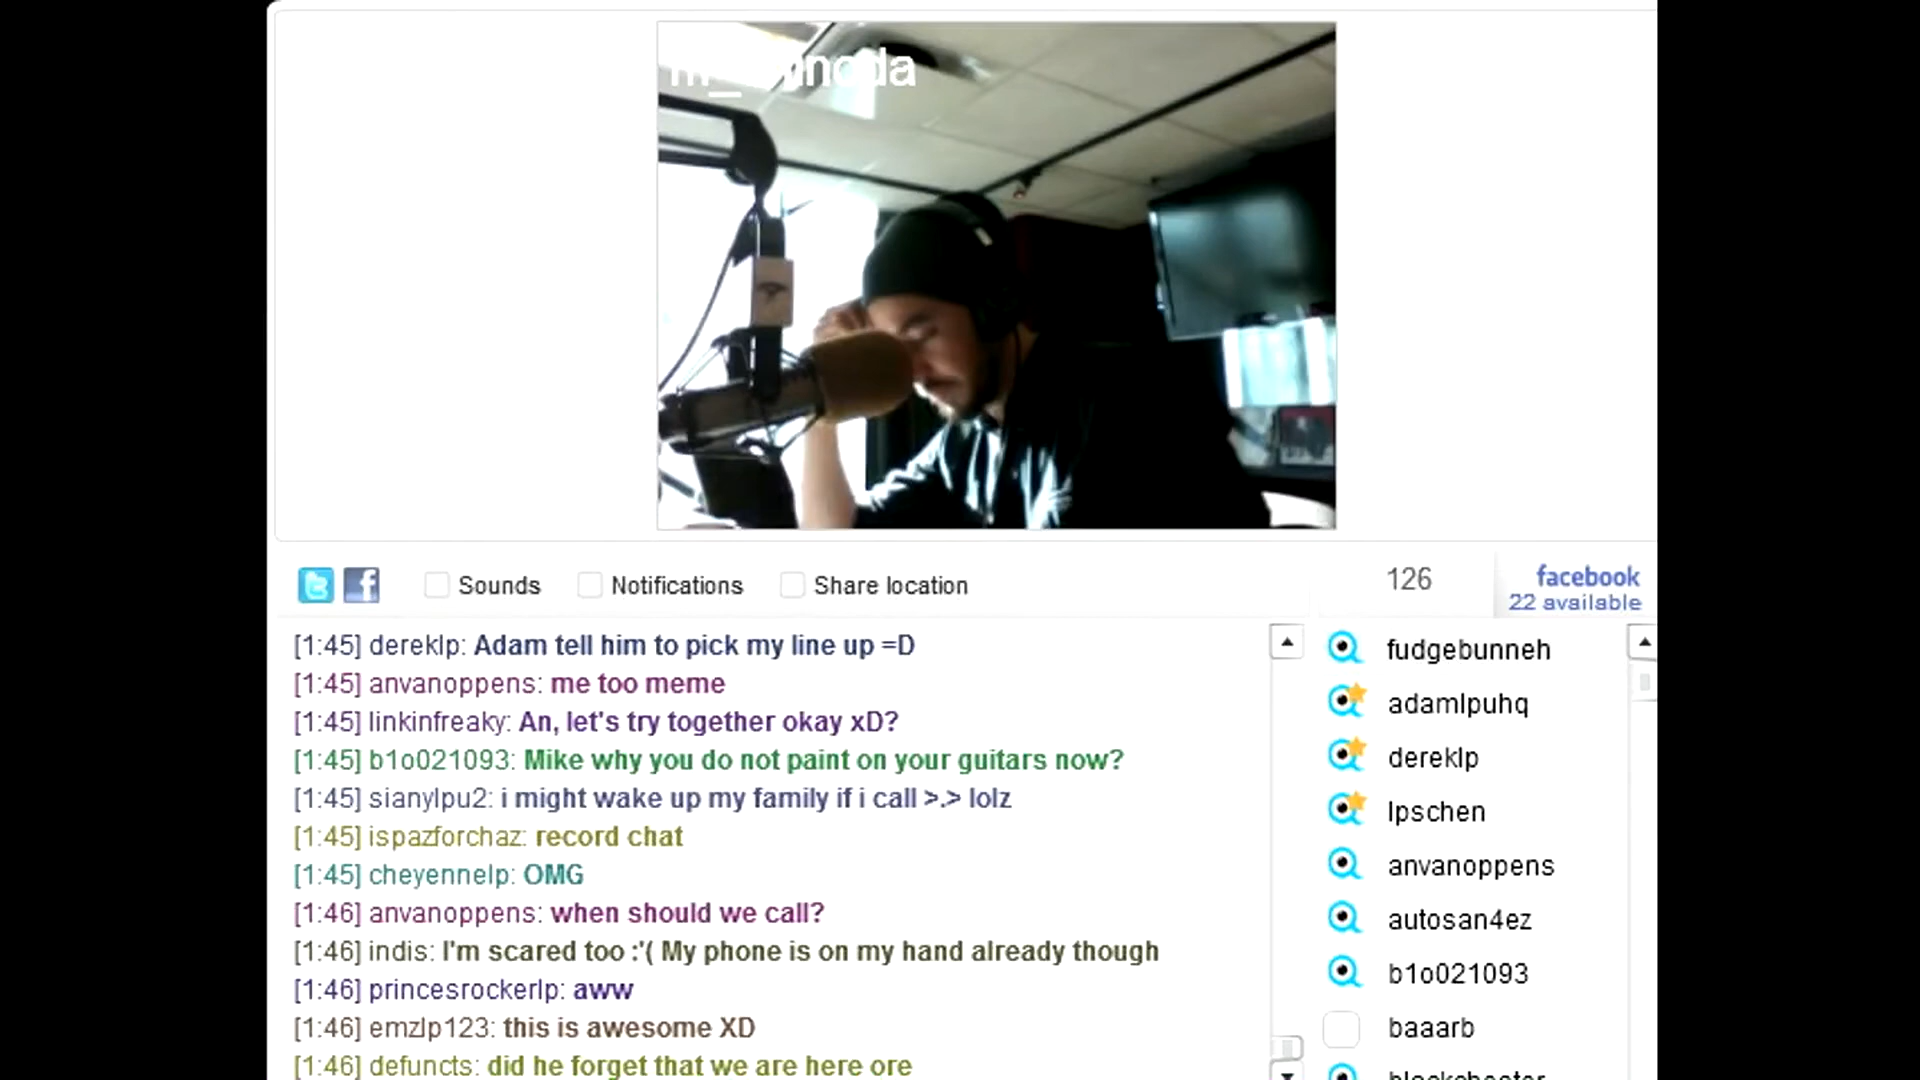 Sounds Notifications Share location
126
facebook
22 available
[1:45] dereklp: Adam tell him to pick my line up =D
[1:45] anvanoppens: me too meme
[1:45] linkinfreaky: An, let's try together okay xD?
[1:45] b1o021093: Mike why you do not paint on your guitars now?
[1:45] sianylpu2: i might wake up my family if i call >.> lolz
[1:45] ispazforchaz: record chat
[1:45] cheyennelp: OMG
[1:46] anvanoppens: when should we call?
[1:46] indis: I'm scared too :'( My phone is on my hand already though
[1:46] princesrockerlp: aww
[1:46] emzlp123: this is awesome XD
[1:46] defuncts: did he forget that we are here ore
fudgebunneh
adamlpuhq
dereklp
lpschen
anvanoppens
autosan4ez
b1o021093
baaarb